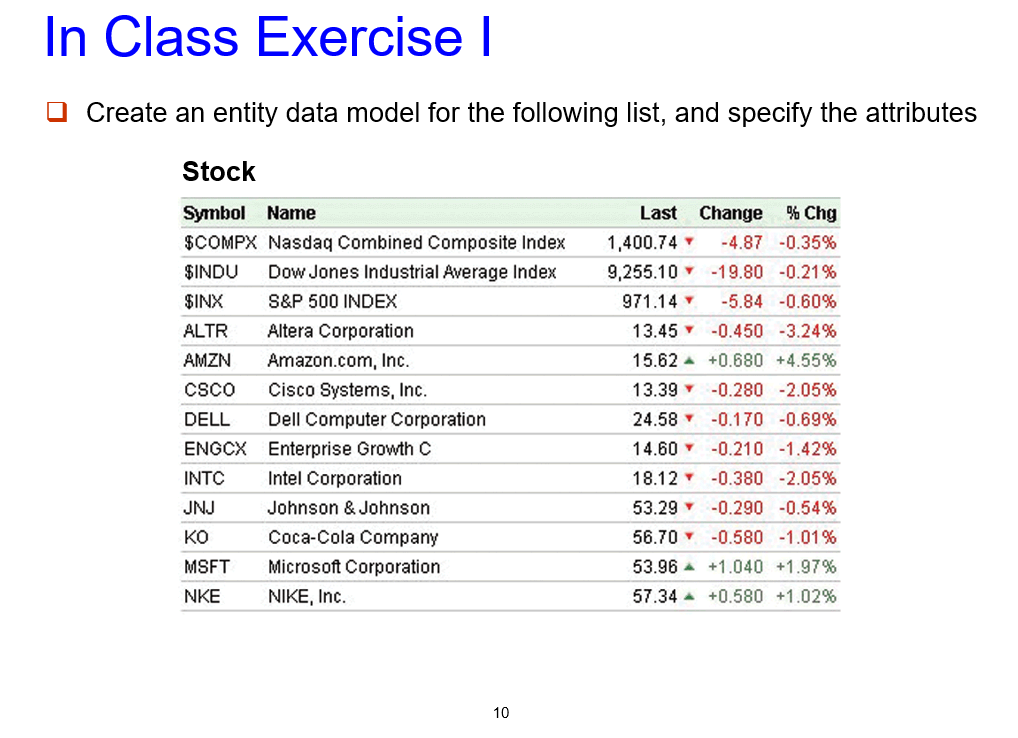 In Class Exercise I
Create an entity data model for the following list, and specify the attributes
Stock
Symbol Name Last Change % Chg
$COMPX Nasdaq Combined Composite Index 1,400.74 ▼ -4.87 -0.35%
$INDU Dow Jones Industrial Average Index 9,255.10 ▼ -19.80 -0.21%
$INX S&P 500 INDEX 971.14 ▼ -5.84 -0.60%
ALTR Altera Corporation 13.45 ▼ -0.450 -3.24%
AMZN Amazon.com, Inc. 15.62 ▲ +0.680 +4.55%
CSCO Cisco Systems, Inc. 13.39 ▼ -0.280 -2.05%
DELL Dell Computer Corporation 24.58 ▼ -0.170 -0.69%
ENGCX Enterprise Growth C 14.60 ▼ -0.210 -1.42%
INTC Intel Corporation 18.12 ▼ -0.380 -2.05%
JNJ Johnson & Johnson 53.29 ▼ -0.290 -0.54%
KO Coca-Cola Company 56.70 ▼ -0.580 -1.01%
MSFT Microsoft Corporation 53.96 ▲ +1.040 +1.97%
NKE NIKE, Inc. 57.34 ▲ +0.580 +1.02%
10